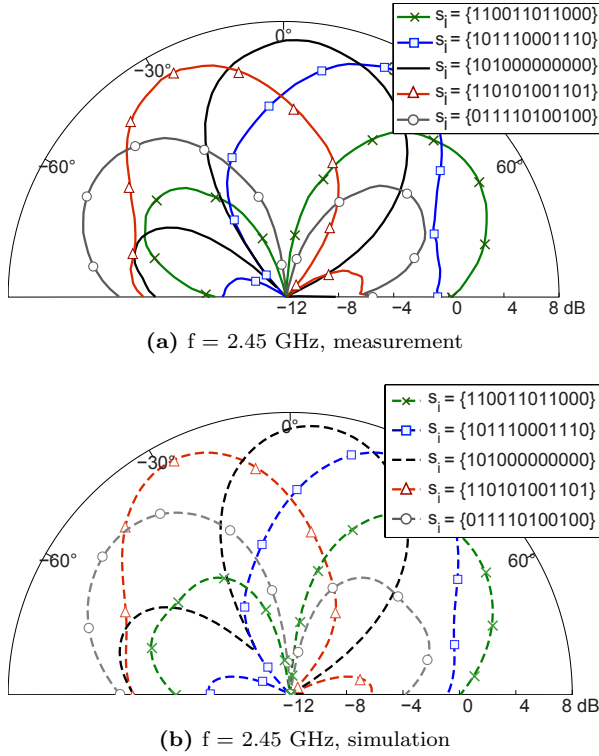 0°
−30°
−60°
60°
s_i = {110011011000}
s_i = {101110001110}
s_i = {101000000000}
s_i = {110101001101}
s_i = {011110100100}
−12 −8 −4 0 4 8 dB
(a) f = 2.45 GHz, measurement
0°
−30°
−60°
60°
s_i = {110011011000}
s_i = {101110001110}
s_i = {101000000000}
s_i = {110101001101}
s_i = {011110100100}
−12 −8 −4 0 4 8 dB
(b) f = 2.45 GHz, simulation